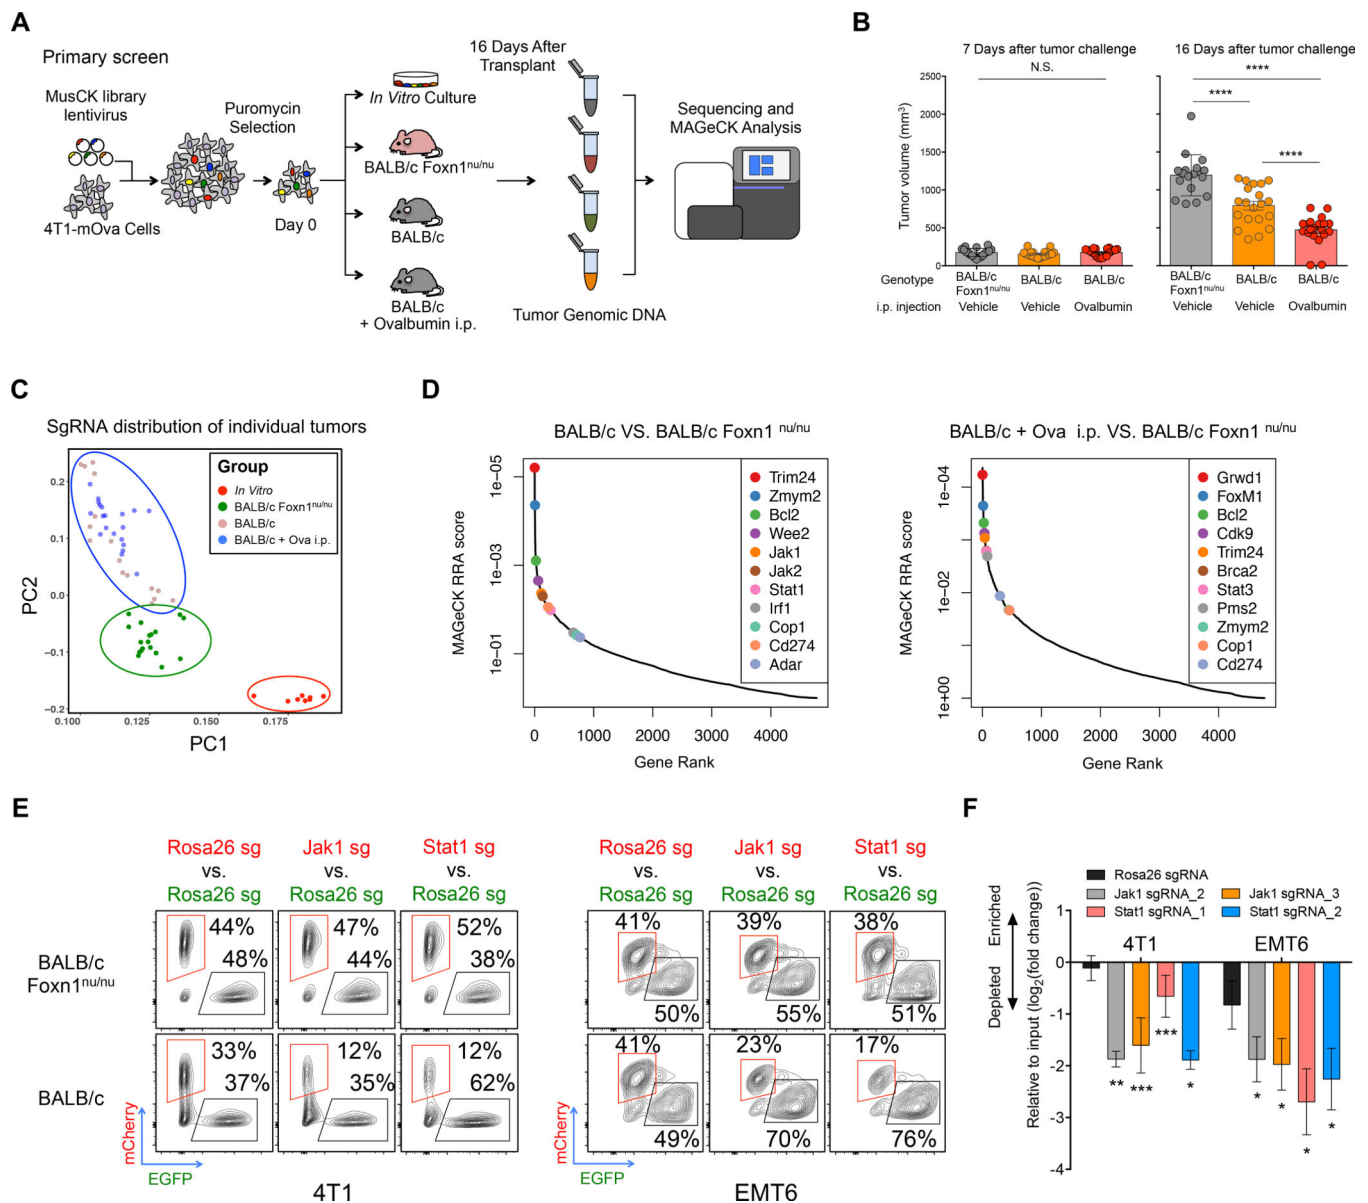 A
Primary screen
MusCK library
lentivirus
4T1-mOva Cells
Puromycin
Selection
Day 0
In Vitro Culture
BALB/c Foxn1nu/nu
BALB/c
BALB/c
+ Ovalbumin i.p.
16 Days After
Transplant
Tumor Genomic DNA
Sequencing and
MAGeCK Analysis
B
7 Days after tumor challenge
16 Days after tumor challenge
N.S.
****
****
****
Tumor volume (mm3)
2500
2000
1500
1000
500
0
Genotype
BALB/c Foxn1nu/nu
BALB/c
BALB/c
BALB/c Foxn1nu/nu
BALB/c
BALB/c
i.p. injection
Vehicle
Vehicle
Ovalbumin
Vehicle
Vehicle
Ovalbumin
C
SgRNA distribution of individual tumors
Group
In Vitro
BALB/c Foxn1nu/nu
BALB/c
BALB/c + Ova i.p.
PC2
0.2
0.1
0.0
−0.1
−0.2
0.100
0.125
0.150
0.175
PC1
D
BALB/c VS. BALB/c Foxn1 nu/nu
MAGeCK RRA score
1e−05
1e−03
1e−01
Trim24
Zmym2
Bcl2
Wee2
Jak1
Jak2
Stat1
Irf1
Cop1
Cd274
Adar
0
1000
2000
3000
4000
Gene Rank
BALB/c + Ova i.p. VS. BALB/c Foxn1 nu/nu
MAGeCK RRA score
1e−04
1e−02
1e+00
Grwd1
FoxM1
Bcl2
Cdk9
Trim24
Brca2
Stat3
Pms2
Zmym2
Cop1
Cd274
0
1000
2000
3000
4000
Gene Rank
E
Rosa26 sg
vs.
Rosa26 sg
Jak1 sg
vs.
Rosa26 sg
Stat1 sg
vs.
Rosa26 sg
Rosa26 sg
vs.
Rosa26 sg
Jak1 sg
vs.
Rosa26 sg
Stat1 sg
vs.
Rosa26 sg
BALB/c
Foxn1nu/nu
44%
48%
47%
44%
52%
38%
41%
50%
39%
55%
38%
51%
BALB/c
33%
37%
12%
35%
12%
62%
41%
49%
23%
70%
17%
76%
mCherry
EGFP
4T1
mCherry
EGFP
EMT6
F
Rosa26 sgRNA
Jak1 sgRNA_2
Jak1 sgRNA_3
Stat1 sgRNA_1
Stat1 sgRNA_2
Depleted
Enriched
Relative to input (log2(fold change))
1
0
-1
-2
-3
-4
4T1
EMT6
**
***
***
*
*
*
*
*